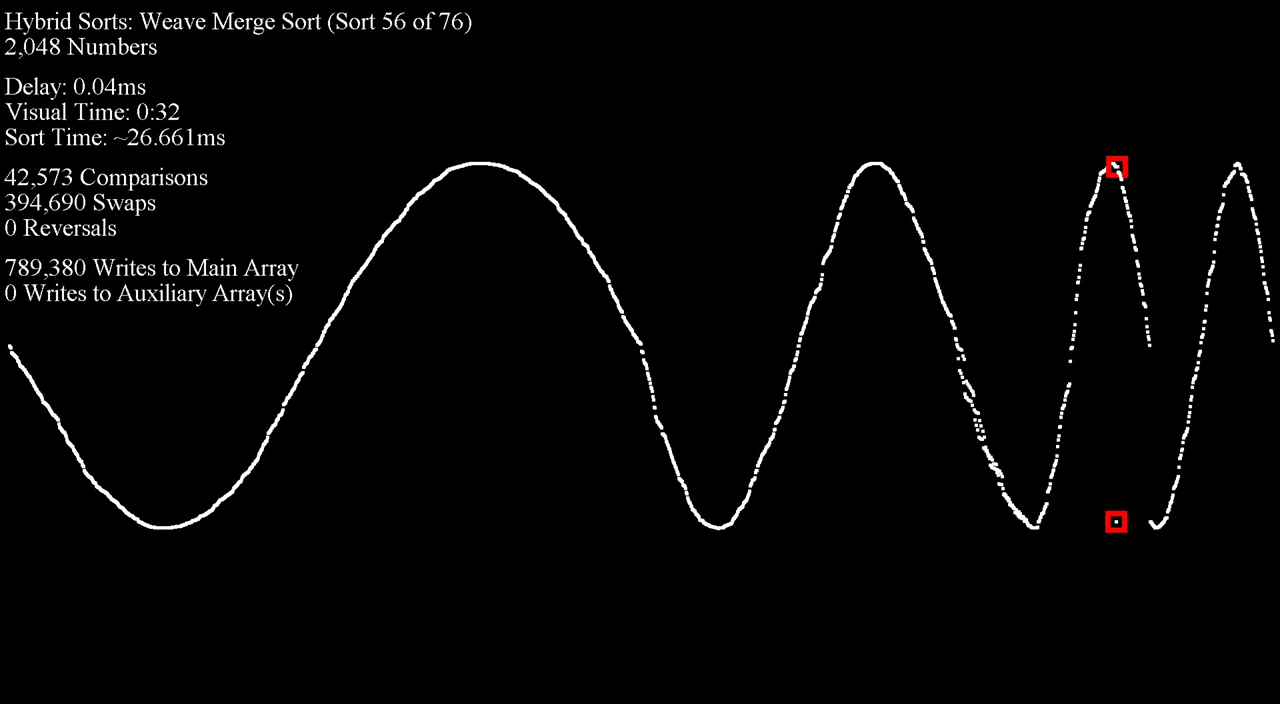 Hybrid Sorts: Weave Merge Sort (Sort 56 of 76)
2,048 Numbers
Delay: 0.04ms
Visual Time: 0:32
Sort Time: ~26.661ms
42,573 Comparisons
394,690 Swaps
0 Reversals
789,380 Writes to Main Array
0 Writes to Auxiliary Array(s)